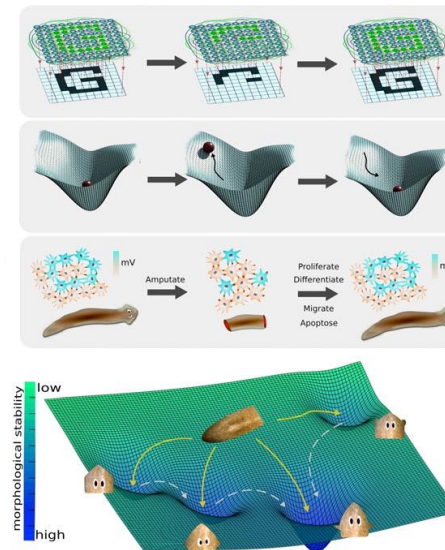 G
G
mV
Amputate
Proliferate
Differentiate
Migrate
Apoptose
low
morphological stability
high